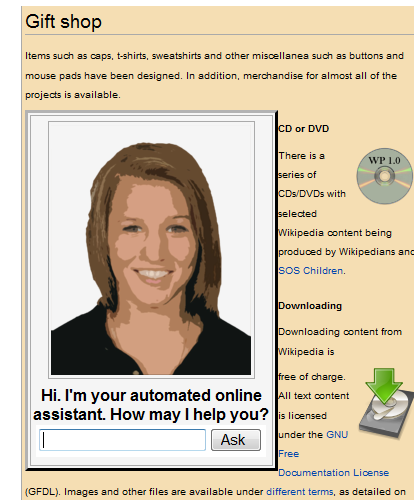 Gift shop
Items such as caps, t-shirts, sweatshirts and other miscellanea such as buttons and
mouse pads have been designed. In addition, merchandise for almost all of the
projects is available.
Hi. I'm your automated online
assistant. How may I help you?
Ask
CD or DVD
WP 1.0
There is a
series of
CDs/DVDs with
selected
Wikipedia content being
produced by Wikipedians and
SOS Children.
Downloading
Downloading content from
Wikipedia is
free of charge.
All text content
is licensed
under the GNU
Free
Documentation License
(GFDL). Images and other files are available under different terms, as detailed on